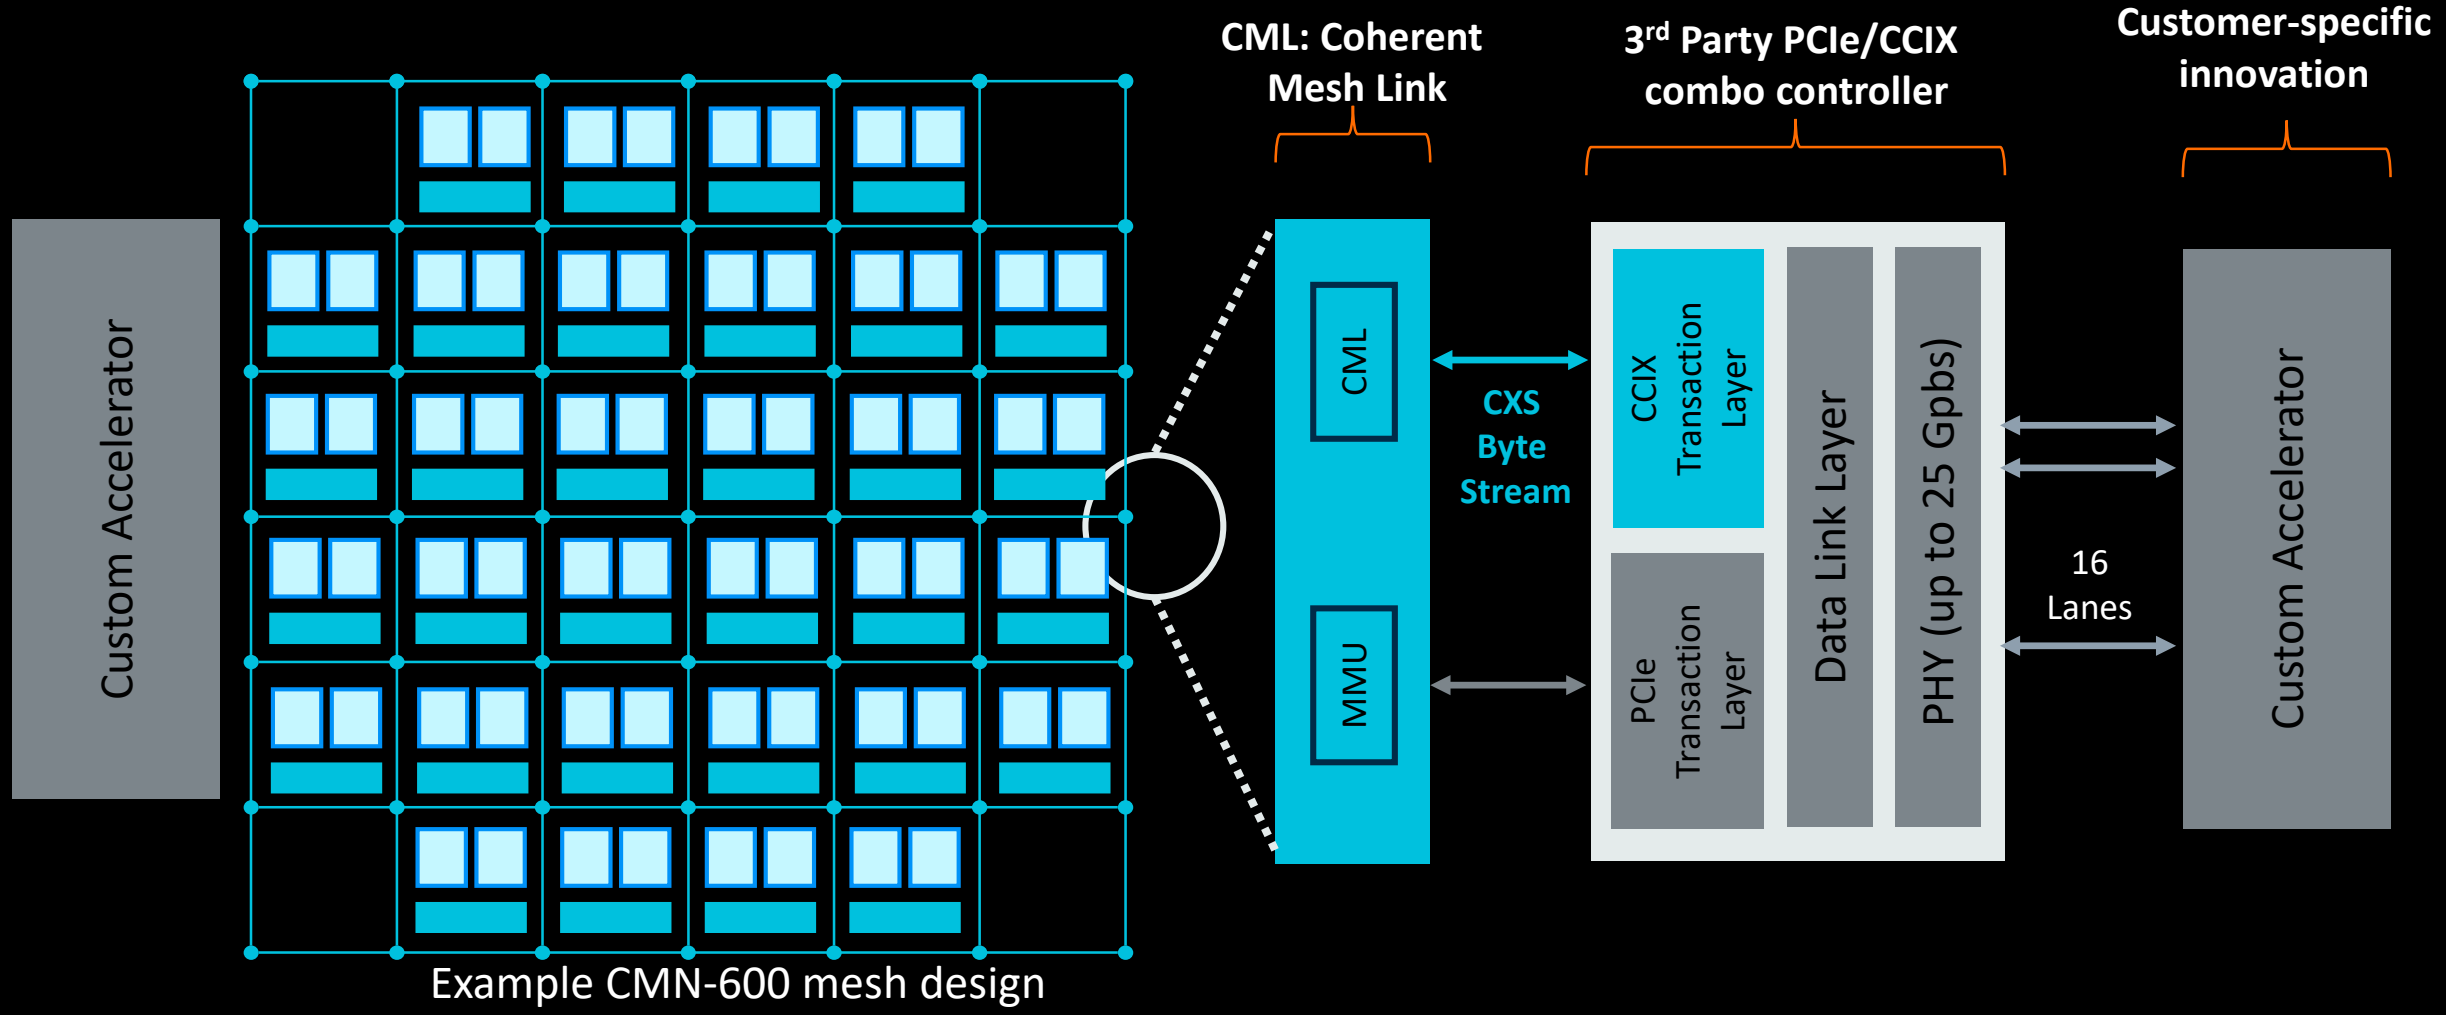 CML: Coherent
Mesh Link
3rd Party PCIe/CCIX
combo controller
Customer-specific
innovation
Custom Accelerator
CML
MMU
CXS
Byte
Stream
CCIX
Transaction
Layer
PCIe
Transaction
Layer
Data Link Layer
PHY (up to 25 Gpbs)
16
Lanes
Custom Accelerator
Example CMN-600 mesh design